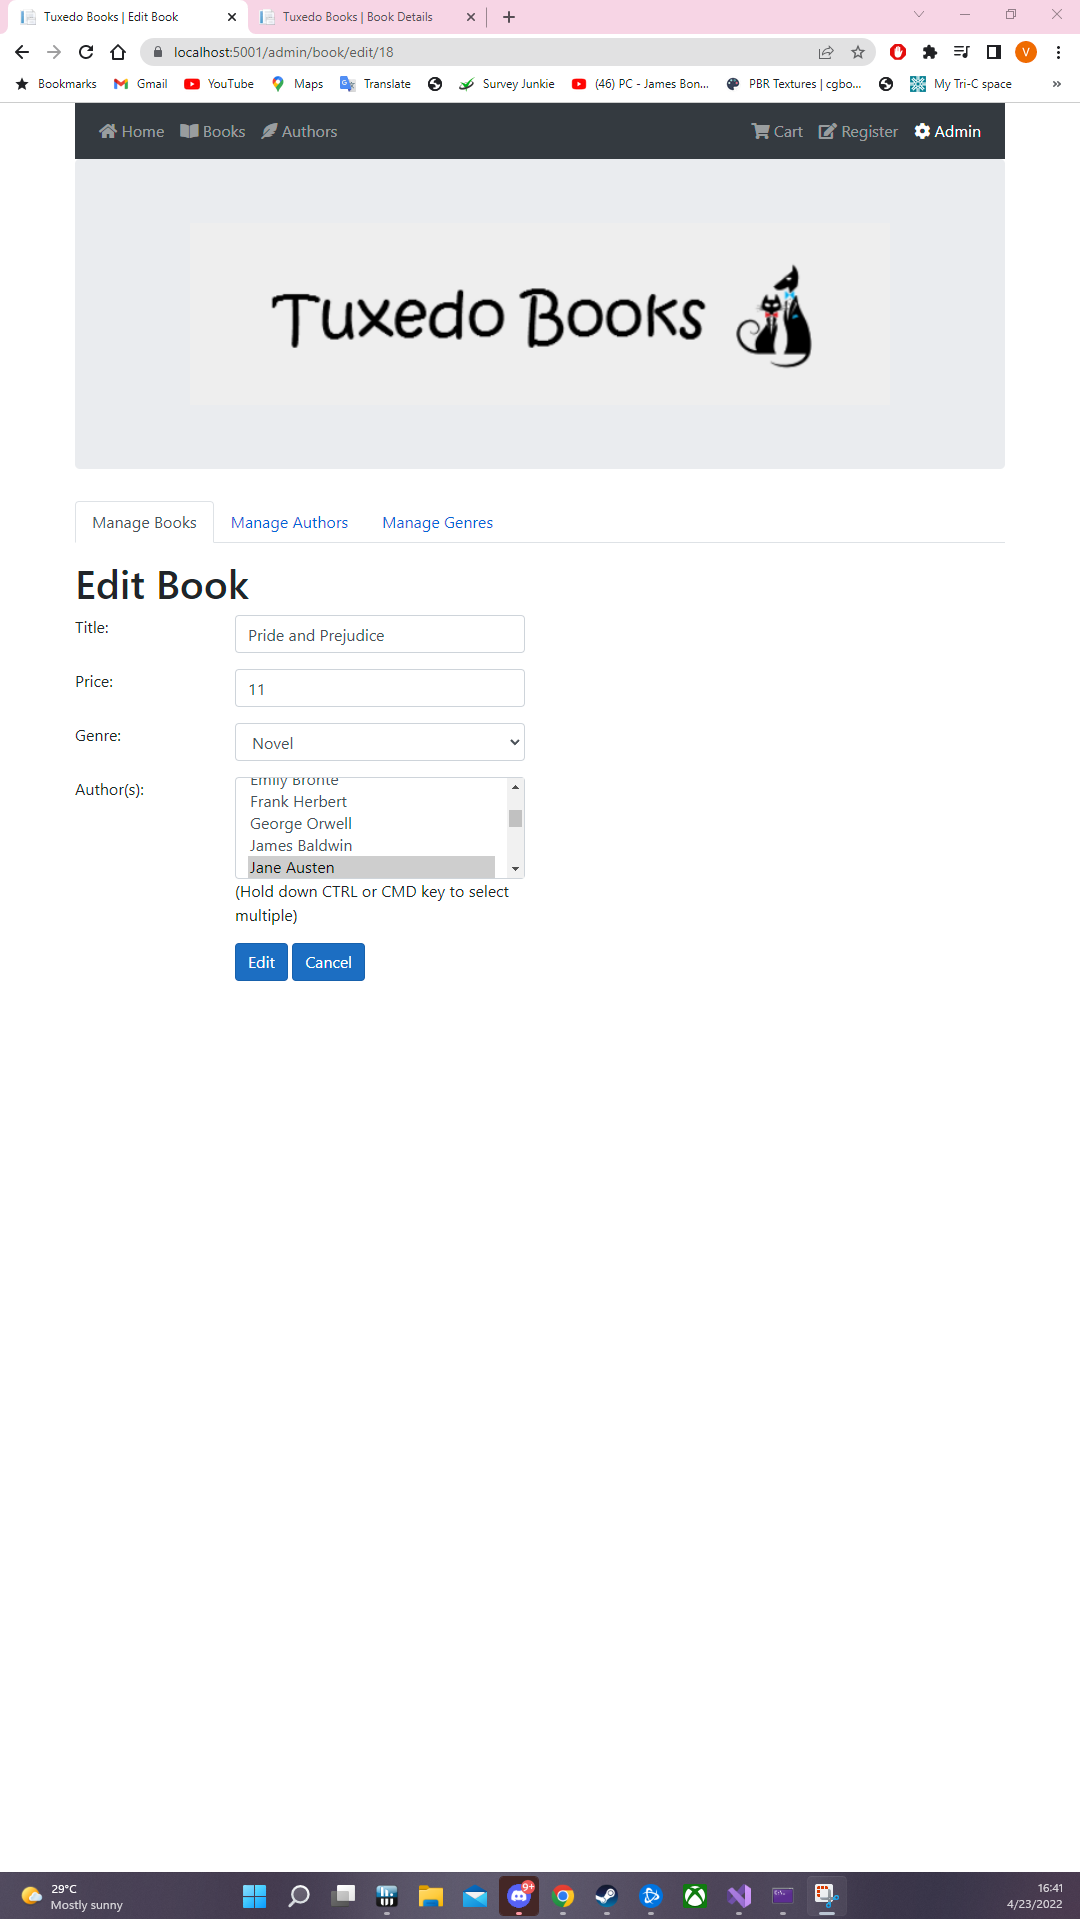 Tuxedo Books | Edit Book
Tuxedo Books | Book Details
localhost:5001/admin/book/edit/18
V
Bookmarks
Gmail
YouTube
Maps
Translate
Survey Junkie
(46) PC - James Bon...
PBR Textures | cgbo...
My Tri-C space
»
Home Books Authors
Cart Register Admin
Tuxedo Books
Manage Books
Manage Authors
Manage Genres
Edit Book
Title:
Pride and Prejudice
Price:
11
Genre:
Novel
Author(s):
Emily Bronte
Frank Herbert
George Orwell
James Baldwin
Jane Austen
(Hold down CTRL or CMD key to select
multiple)
Edit
Cancel
29°C
Mostly sunny
9+
16:41
4/23/2022